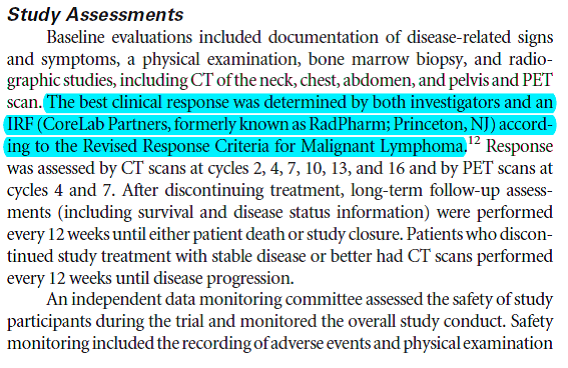 Study Assessments
Baseline evaluations included documentation of disease-related signs
and symptoms, a physical examination, bone marrow biopsy, and radio-
graphic studies, including CT of the neck, chest, abdomen, and pelvis and PET
scan. The best clinical response was determined by both investigators and an
IRF (CoreLab Partners, formerly known as RadPharm; Princeton, NJ) accord-
ing to the Revised Response Criteria for Malignant Lymphoma.12 Response
was assessed by CT scans at cycles 2, 4, 7, 10, 13, and 16 and by PET scans at
cycles 4 and 7. After discontinuing treatment, long-term follow-up assess-
ments (including survival and disease status information) were performed
every 12 weeks until either patient death or study closure. Patients who discon-
tinued study treatment with stable disease or better had CT scans performed
every 12 weeks until disease progression.
An independent data monitoring committee assessed the safety of study
participants during the trial and monitored the overall study conduct. Safety
monitoring included the recording of adverse events and physical examination